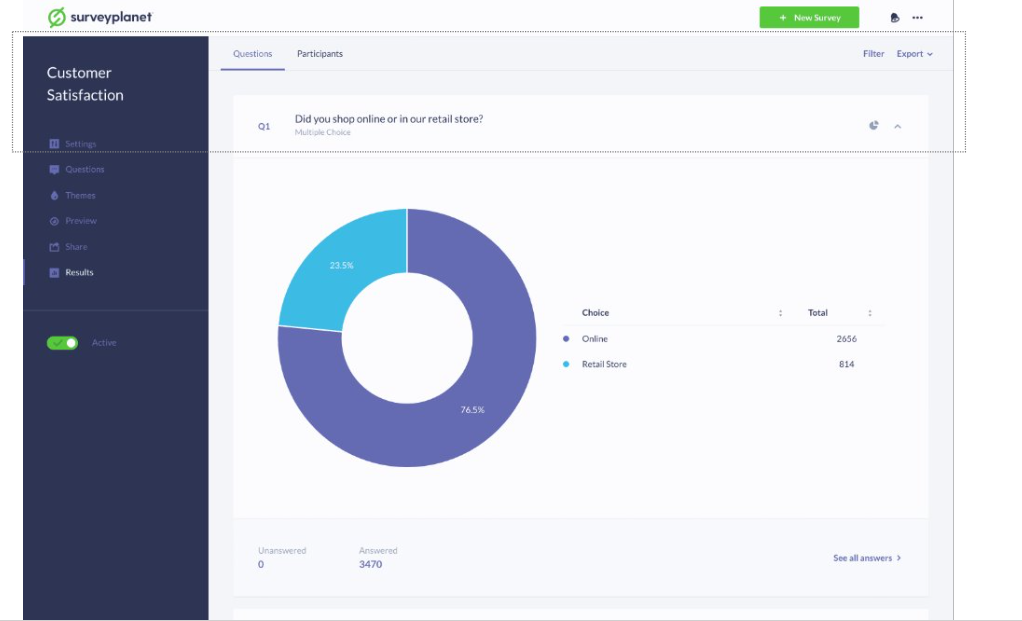 surveyplanet
+ New Survey
Customer
Satisfaction
Settings
Questions
Themes
Preview
Share
Results
Active
Questions Participants Filter Export
Q1 Did you shop online or in our retail store?
Multiple Choice
23.5%
76.5%
Choice Total
Online 2656
Retail Store 814
Unanswered Answered
0 3470
See all answers >